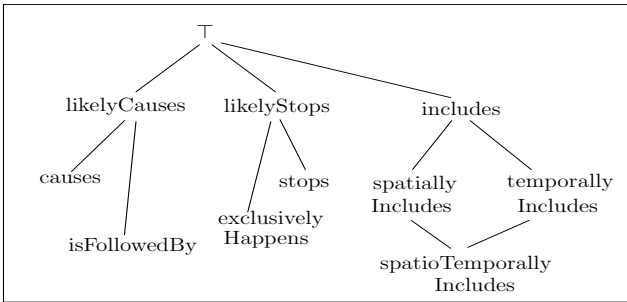 ⊤
likelyCauses
likelyStops
includes
causes
stops
spatially
Includes
temporally
Includes
exclusively
Happens
isFollowedBy
spatioTemporally
Includes